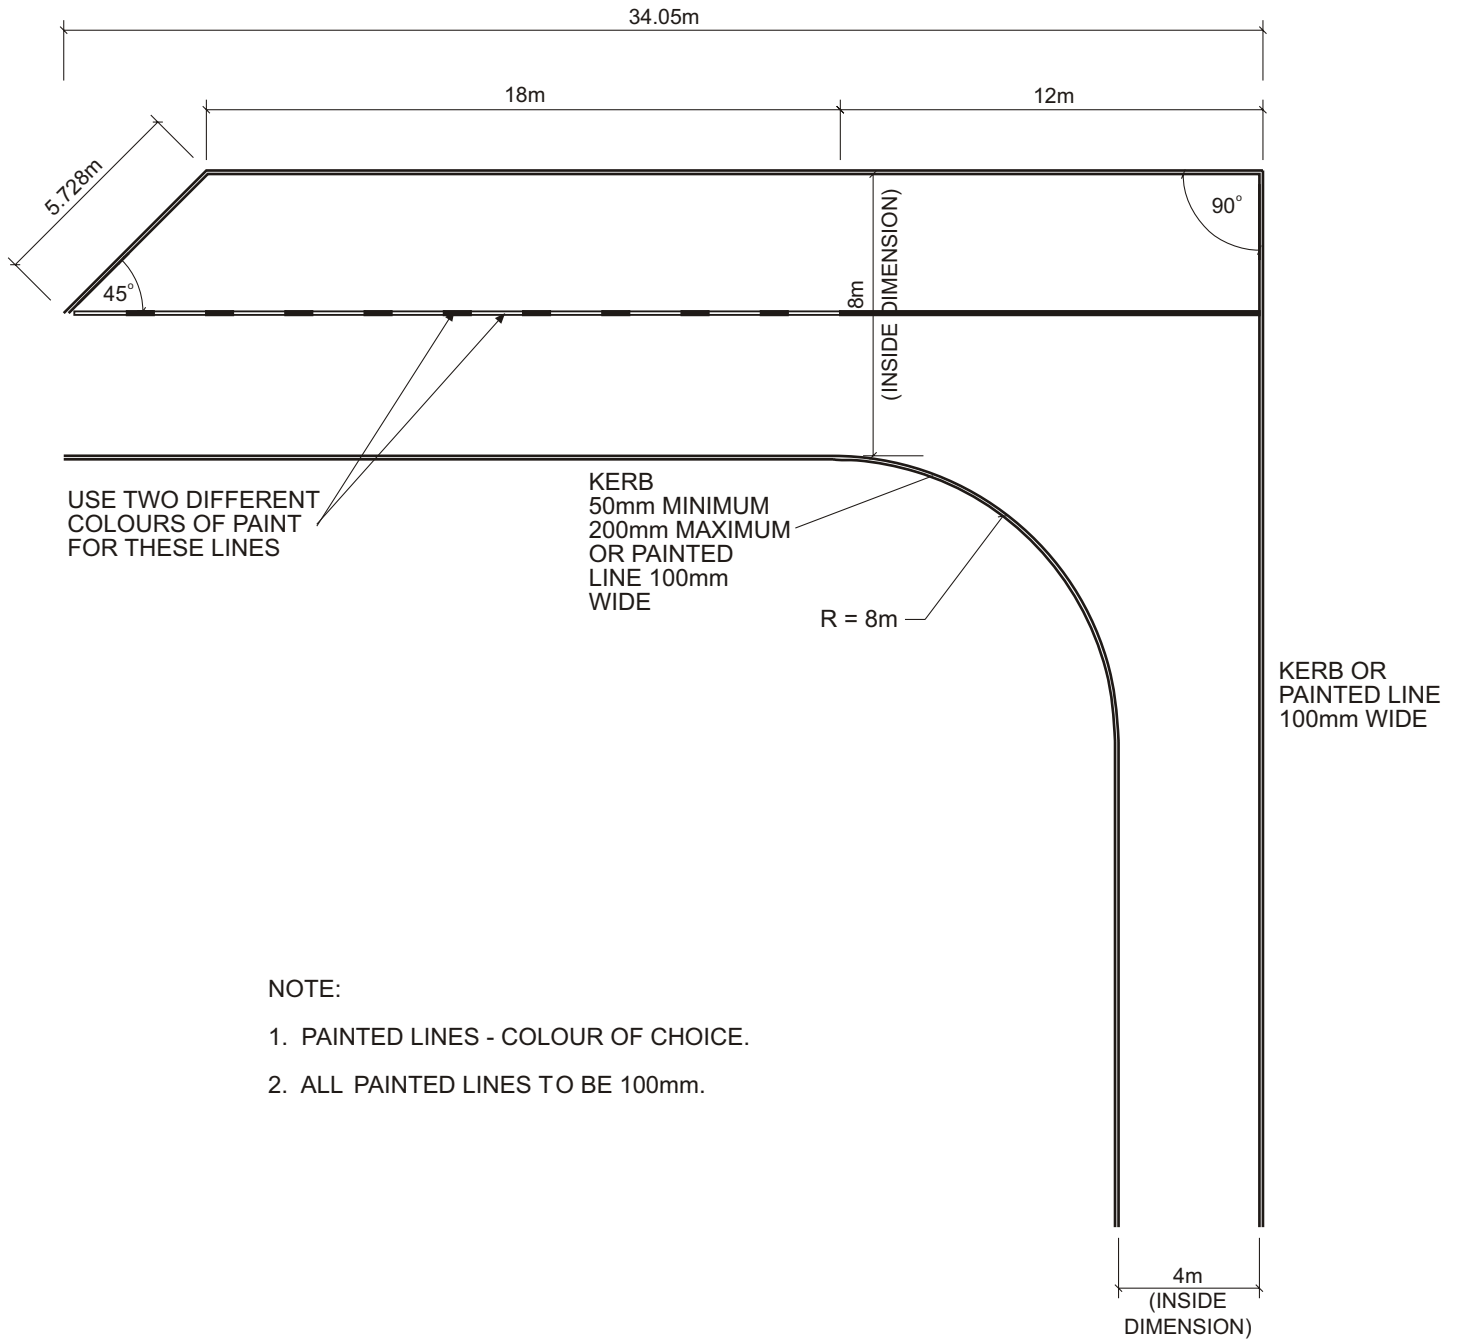 34.05m
18m
12m
5.728m
90°
45°
8m
(INSIDE DIMENSION)
USE TWO DIFFERENT
COLOURS OF PAINT
FOR THESE LINES
KERB
50mm MINIMUM
200mm MAXIMUM
OR PAINTED
LINE 100mm
WIDE
R = 8m
KERB OR
PAINTED LINE
100mm WIDE
NOTE:
1. PAINTED LINES - COLOUR OF CHOICE.
2. ALL PAINTED LINES TO BE 100mm.
4m
(INSIDE
DIMENSION)